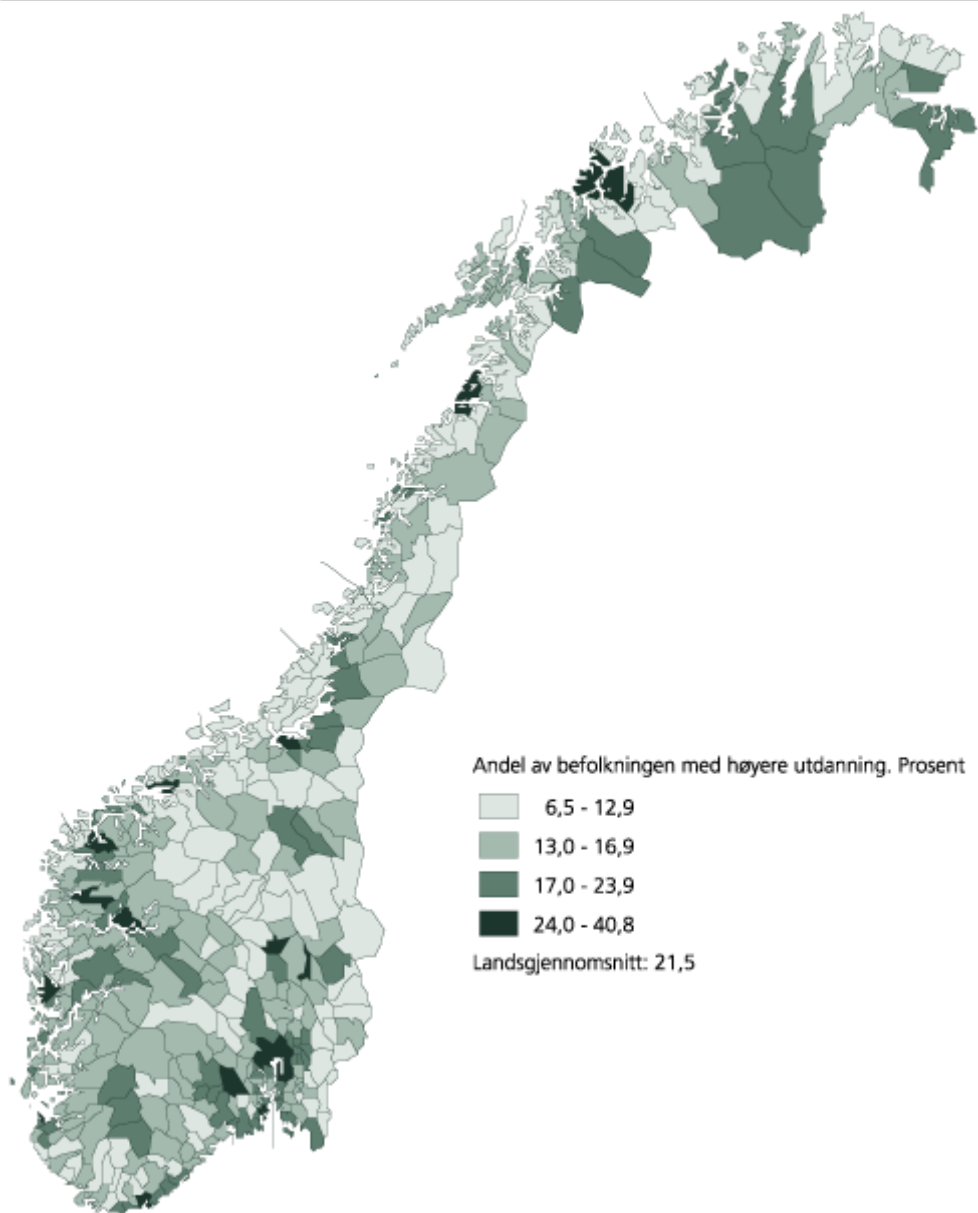 Andel av befolkningen med høyere utdanning. Prosent
6,5 - 12,9
13,0 - 16,9
17,0 - 23,9
24,0 - 40,8
Landsgjennomsnitt: 21,5